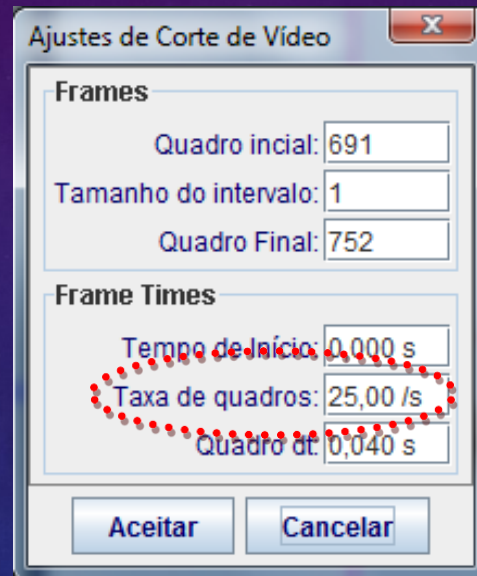 Ajustes de Corte de Vídeo
Frames
Quadro incial: 691
Tamanho do intervalo: 1
Quadro Final: 752
Frame Times
Tempo de Início: 0,000 s
Taxa de quadros: 25,00 /s
Quadro dt: 0,040 s
Aceitar Cancelar